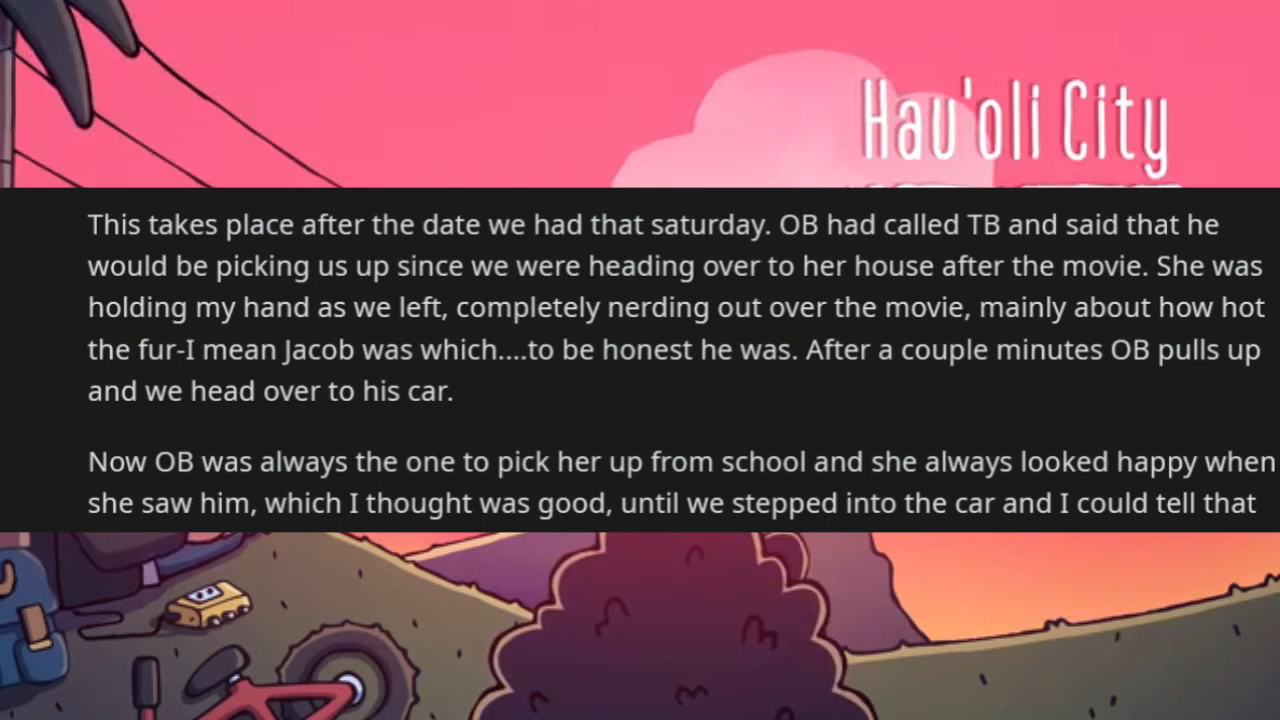 Hau'oli City
This takes place after the date we had that saturday. OB had called TB and said that he
would be picking us up since we were heading over to her house after the movie. She was
holding my hand as we left, completely nerding out over the movie, mainly about how hot
the fur-I mean Jacob was which....to be honest he was. After a couple minutes OB pulls up
and we head over to his car.
Now OB was always the one to pick her up from school and she always looked happy when
she saw him, which I thought was good, until we stepped into the car and I could tell that